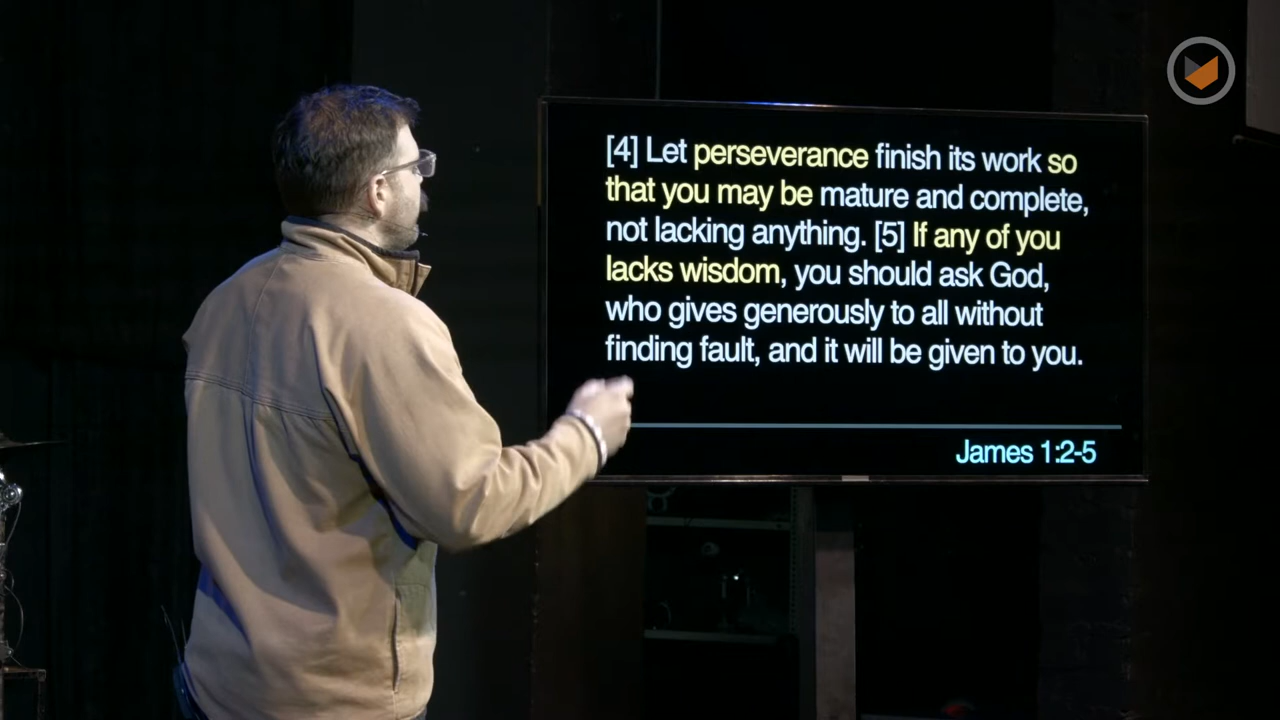 [4] Let perseverance finish its work so
that you may be mature and complete,
not lacking anything. [5] If any of you
lacks wisdom, you should ask God,
who gives generously to all without
finding fault, and it will be given to you.
James 1:2-5